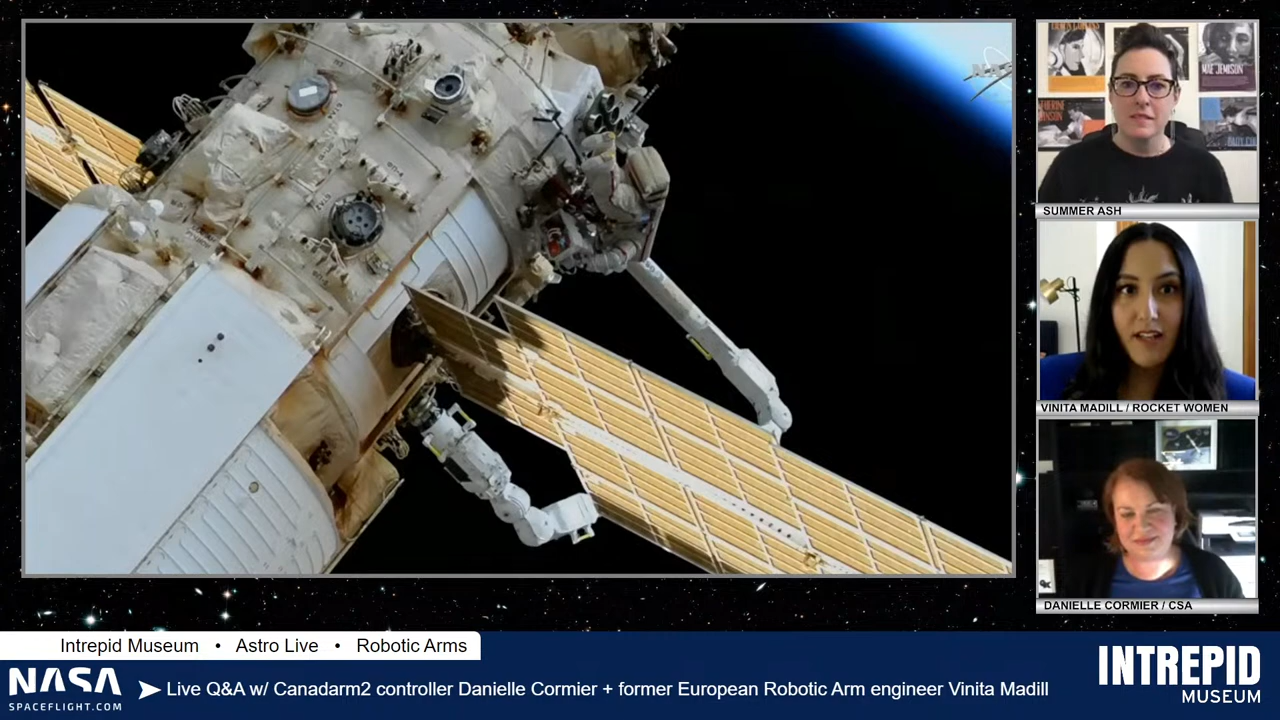 SUMMER ASH
MAE JEMISON
VINITA MADILL / ROCKET WOMEN
DANIELLE CORMIER / CSA
Intrepid Museum • Astro Live • Robotic Arms
NASA
SPACEFLIGHT.COM
Live Q&A w/ Canadarm2 controller Danielle Cormier + former European Robotic Arm engineer Vinita Madill
INTREPID
MUSEUM